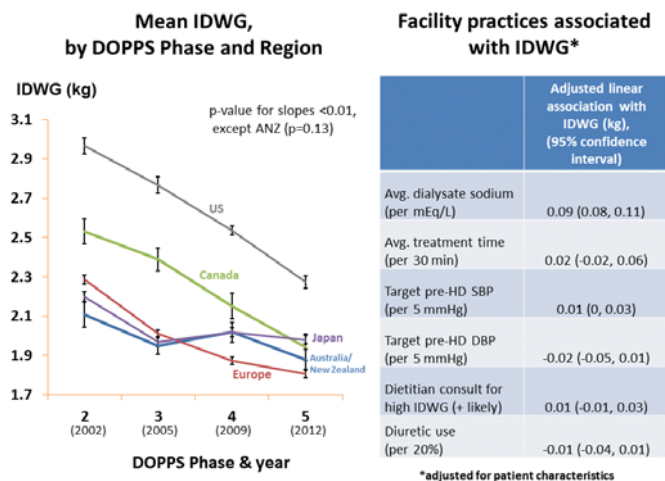 Mean IDWG,
by DOPPS Phase and Region
IDWG (kg)
p-value for slopes <0.01,
except ANZ (p=0.13)
3.1
2.9
2.7
2.5
2.3
2.1
1.9
1.7
US
Canada
Japan
Australia/
New Zealand
Europe
2 3 4 5
(2002) (2005) (2009) (2012)
DOPPS Phase & year
Facility practices associated
with IDWG*
Adjusted linear
association with
IDWG (kg),
(95% confidence
interval)
Avg. dialysate sodium
(per mEq/L) 0.09 (0.08, 0.11)
Avg. treatment time
(per 30 min) 0.02 (-0.02, 0.06)
Target pre-HD SBP
(per 5 mmHg) 0.01 (0, 0.03)
Target pre-HD DBP
(per 5 mmHg) -0.02 (-0.05, 0.01)
Dietitian consult for
high IDWG (+ likely) 0.01 (-0.01, 0.03)
Diuretic use
(per 20%) -0.01 (-0.04, 0.01)
*adjusted for patient characteristics